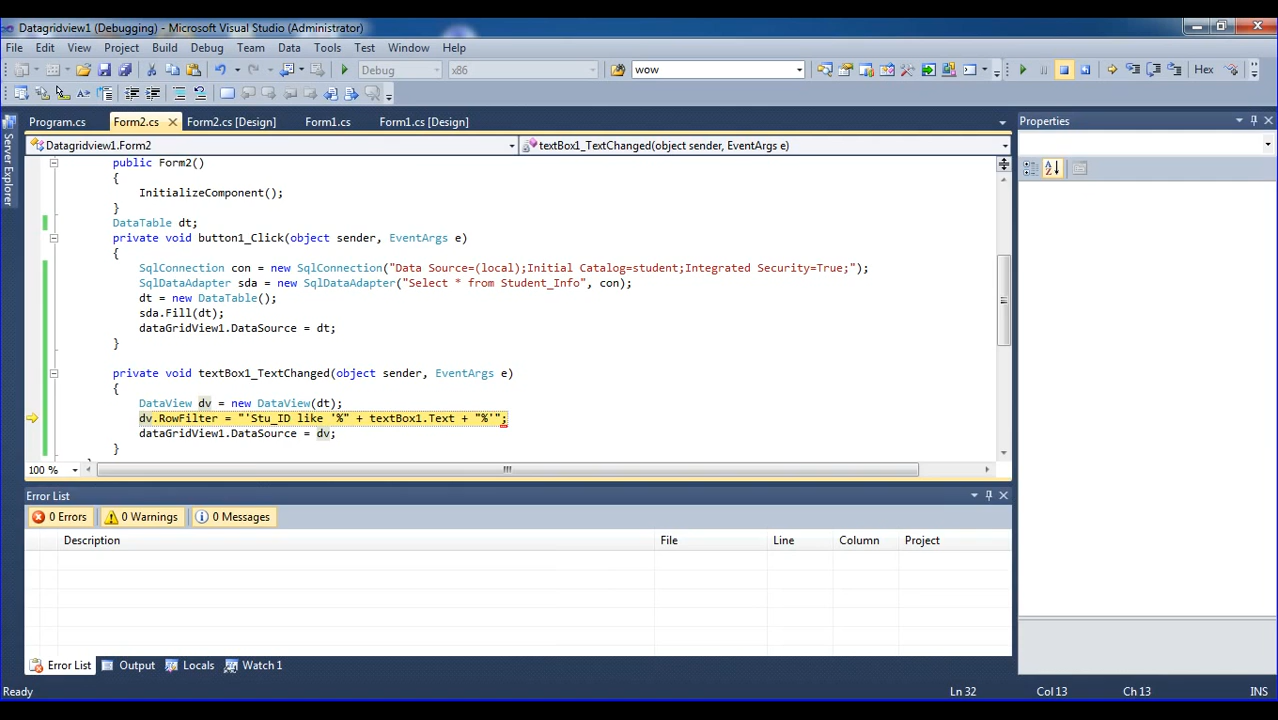 Datagridview1 (Debugging) - Microsoft Visual Studio (Administrator)
File Edit View Project Build Debug Team Data Tools Test Window Help
Debug x86 wow Hex
Program.cs Form2.cs Form2.cs [Design] Form1.cs Form1.cs [Design]
Properties
Server Explorer
Datagridview1.Form2 textBox1_TextChanged(object sender, EventArgs e)
public Form2()
{
InitializeComponent();
}
DataTable dt;
private void button1_Click(object sender, EventArgs e)
{
SqlConnection con = new SqlConnection("Data Source=(local);Initial Catalog=student;Integrated Security=True;");
SqlDataAdapter sda = new SqlDataAdapter("Select * from Student_Info", con);
dt = new DataTable();
sda.Fill(dt);
dataGridView1.DataSource = dt;
}
private void textBox1_TextChanged(object sender, EventArgs e)
{
DataView dv = new DataView(dt);
dv.RowFilter = "'Stu_ID like '%" + textBox1.Text + "%'";
dataGridView1.DataSource = dv;
}
100 %
Error List
0 Errors 0 Warnings 0 Messages
Description File Line Column Project
Error List Output Locals Watch 1
Ready Ln 32 Col 13 Ch 13 INS